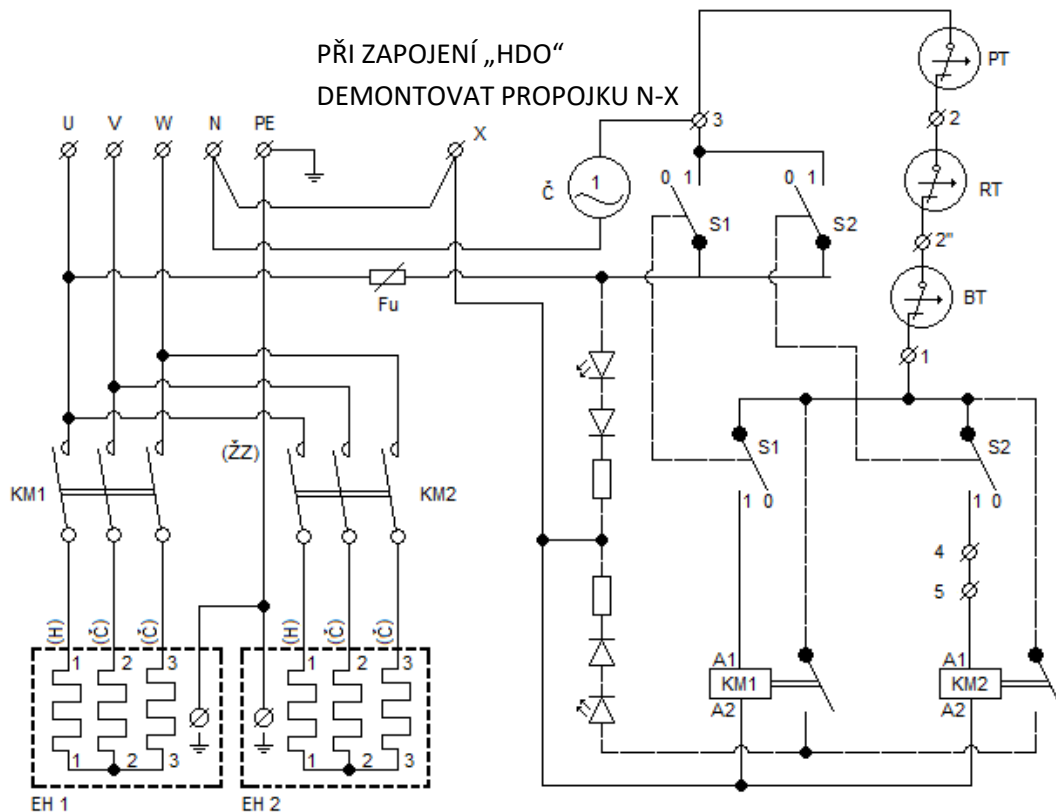 PŘI ZAPOJENÍ „HDO“
DEMONTOVAT PROPOJKU N-X
U V W N PE X
3
PT
2
Č
1
0 1
S1
0 1
S2
RT
2'''
Fu
BT
1
(ŽZ)
KM1
KM2
S1
S2
1 0
1 0
4
5
(H) (Č) (Č)
(H) (Č) (Č)
1 2 3
1 2 3
A1
KM1
A2
A1
KM2
A2
1 2 3
1 2 3
EH 1
EH 2